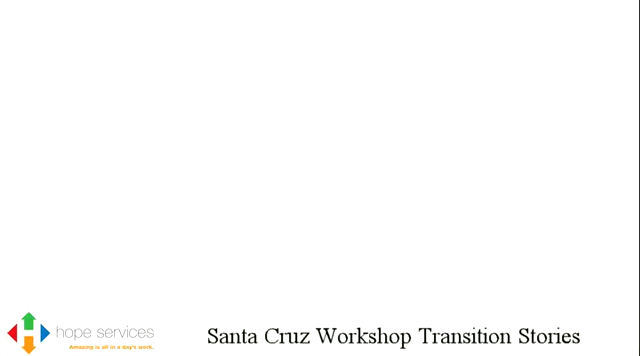 hope services
Amazing is all in a day's work.
Santa Cruz Workshop Transition Stories